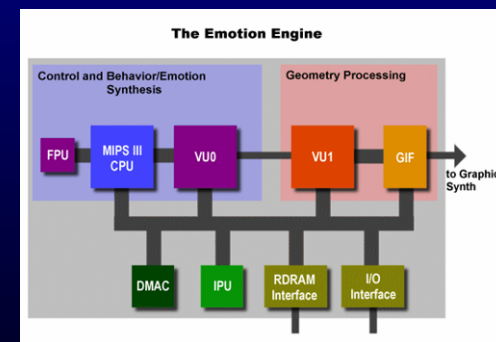 The Emotion Engine
Control and Behavior/Emotion
Synthesis
Geometry Processing
FPU
MIPS III
CPU
VU0
VU1
GIF
to Graphic
Synth
DMAC
IPU
RDRAM
Interface
I/O
Interface